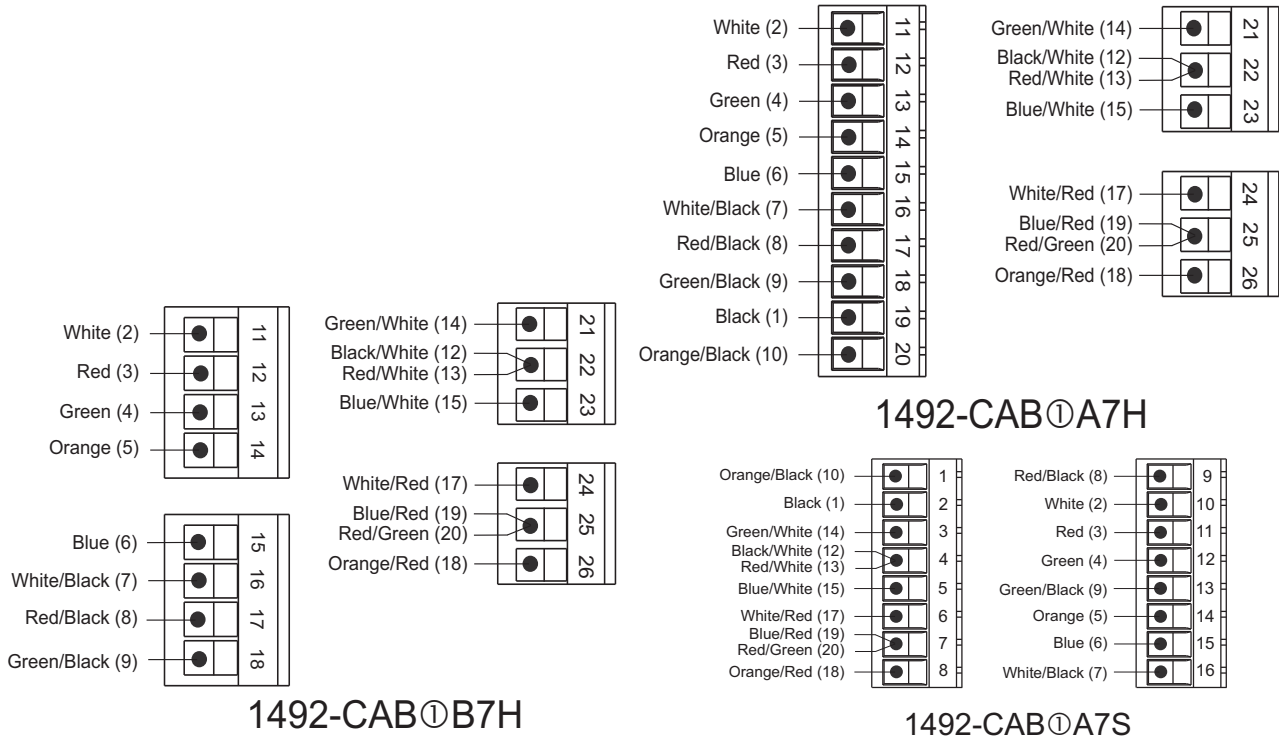 White (2) 11
Red (3) 12
Green (4) 13
Orange (5) 14
Blue (6) 15
White/Black (7) 16
Red/Black (8) 17
Green/Black (9) 18
Black (1) 19
Orange/Black (10) 20
Green/White (14) 21
Black/White (12)
Red/White (13) 22
Blue/White (15) 23
White/Red (17) 24
Blue/Red (19)
Red/Green (20) 25
Orange/Red (18) 26
1492-CAB①A7H
White (2) 11
Red (3) 12
Green (4) 13
Orange (5) 14
Blue (6) 15
White/Black (7) 16
Red/Black (8) 17
Green/Black (9) 18
Green/White (14) 21
Black/White (12)
Red/White (13) 22
Blue/White (15) 23
White/Red (17) 24
Blue/Red (19)
Red/Green (20) 25
Orange/Red (18) 26
1492-CAB①B7H
Orange/Black (10) 1
Black (1) 2
Green/White (14) 3
Black/White (12)
Red/White (13) 4
Blue/White (15) 5
White/Red (17) 6
Blue/Red (19)
Red/Green (20) 7
Orange/Red (18) 8
Red/Black (8) 9
White (2) 10
Red (3) 11
Green (4) 12
Green/Black (9) 13
Orange (5) 14
Blue (6) 15
White/Black (7) 16
1492-CAB①A7S